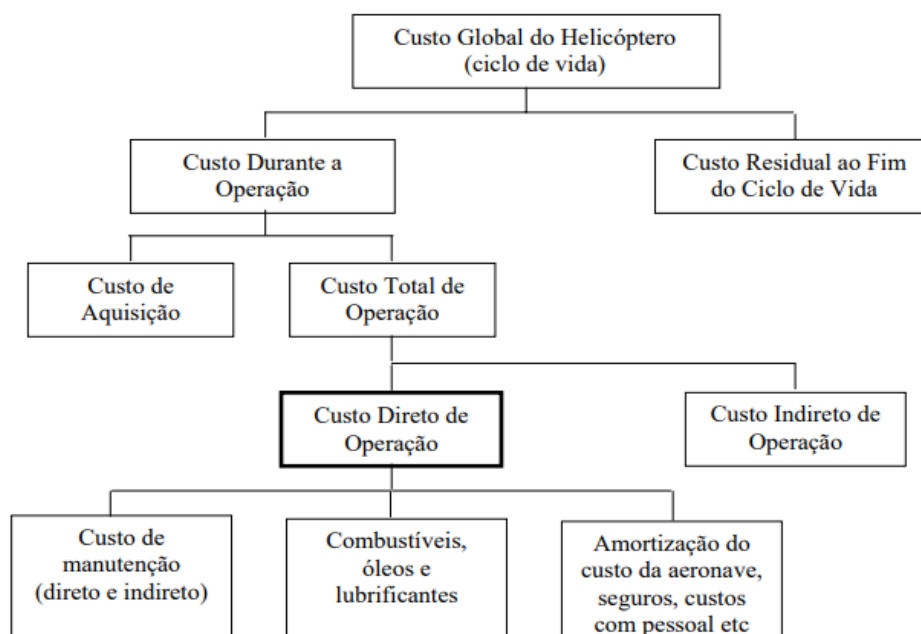 Custo Global do Helicóptero
(ciclo de vida)
Custo Durante a
Operação
Custo Residual ao Fim
do Ciclo de Vida
Custo de
Aquisição
Custo Total de
Operação
Custo Direto de
Operação
Custo Indireto de
Operação
Custo de
manutenção
(direto e indireto)
Combustíveis,
óleos e
lubrificantes
Amortização do
custo da aeronave,
seguros, custos
com pessoal etc